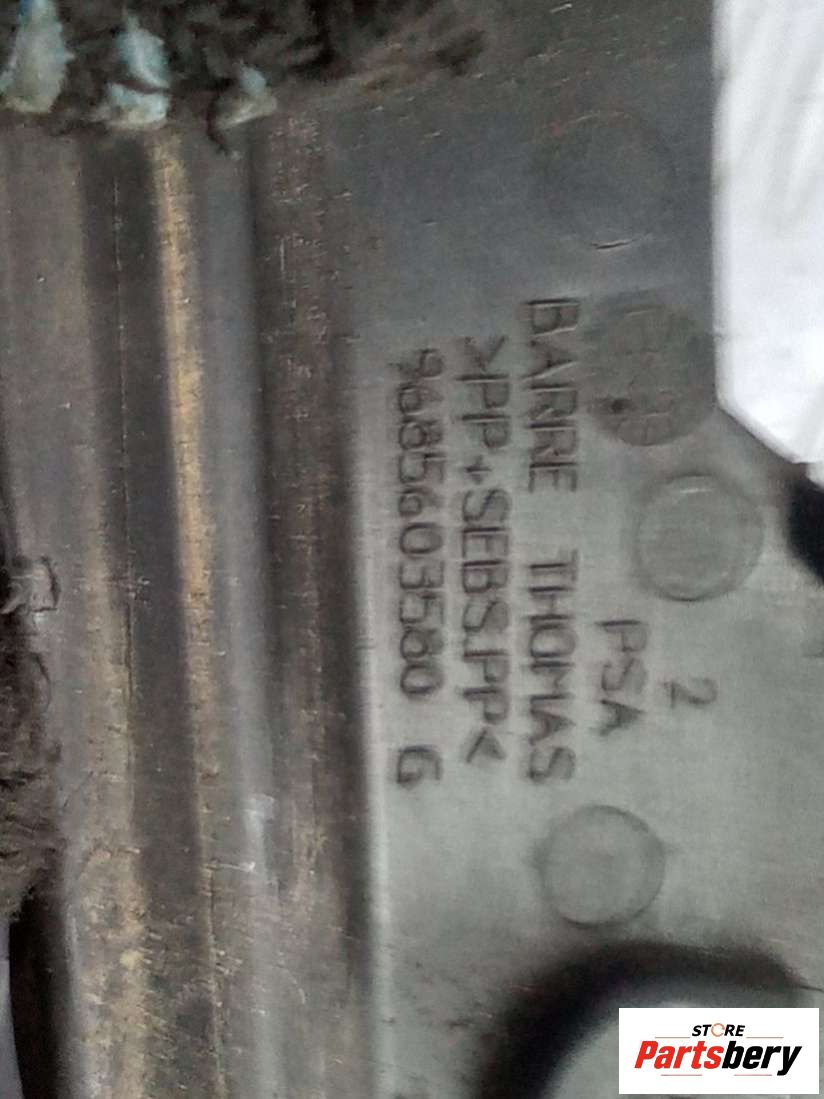 2
PSA
BARRE THOMAS
>PP+SEBS.PP<
9685603580 G
STORE
Partsbery